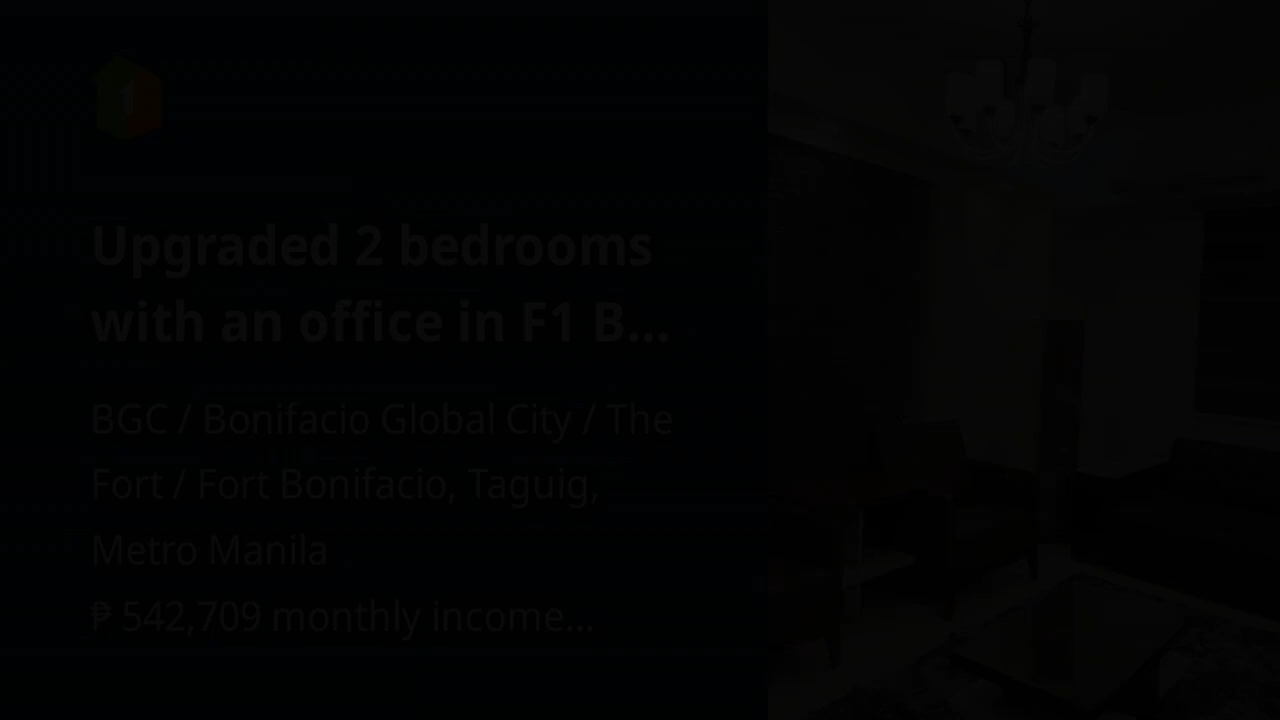 1
Upgraded 2 bedrooms
with an office in F1 B...
BGC / Bonifacio Global City / The
Fort / Fort Bonifacio, Taguig,
Metro Manila
₱ 542,709 monthly income...